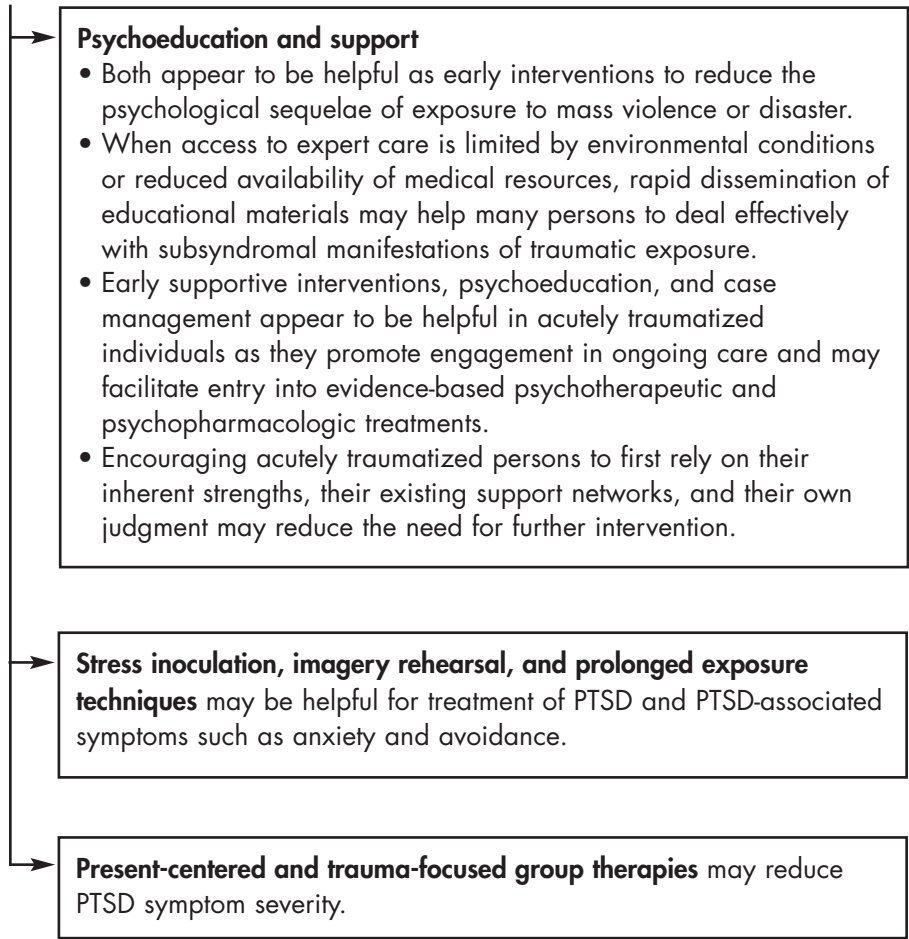 Psychoeducation and support
• Both appear to be helpful as early interventions to reduce the
psychological sequelae of exposure to mass violence or disaster.
• When access to expert care is limited by environmental conditions
or reduced availability of medical resources, rapid dissemination of
educational materials may help many persons to deal effectively
with subsyndromal manifestations of traumatic exposure.
• Early supportive interventions, psychoeducation, and case
management appear to be helpful in acutely traumatized
individuals as they promote engagement in ongoing care and may
facilitate entry into evidence-based psychotherapeutic and
psychopharmacologic treatments.
• Encouraging acutely traumatized persons to first rely on their
inherent strengths, their existing support networks, and their own
judgment may reduce the need for further intervention.
Stress inoculation, imagery rehearsal, and prolonged exposure
techniques may be helpful for treatment of PTSD and PTSD-associated
symptoms such as anxiety and avoidance.
Present-centered and trauma-focused group therapies may reduce
PTSD symptom severity.